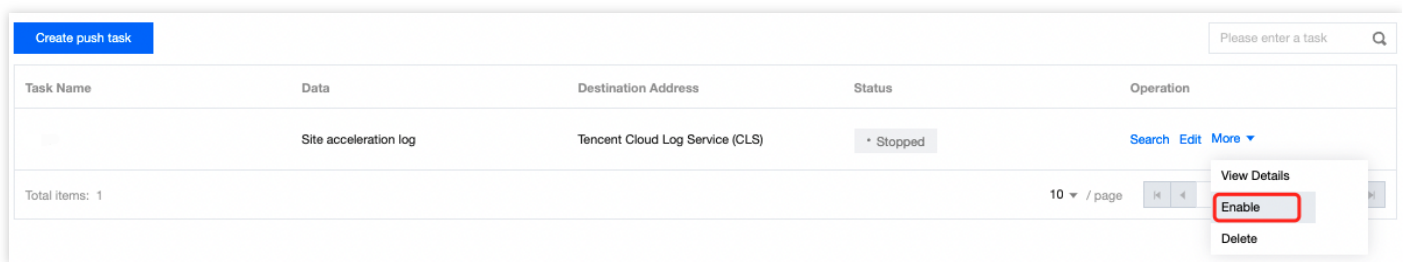 Create push task
Please enter a task
Task Name Data Destination Address Status Operation
Site acceleration log Tencent Cloud Log Service (CLS) • Stopped Search Edit More
Total items: 1 10 / page
View Details
Enable
Delete